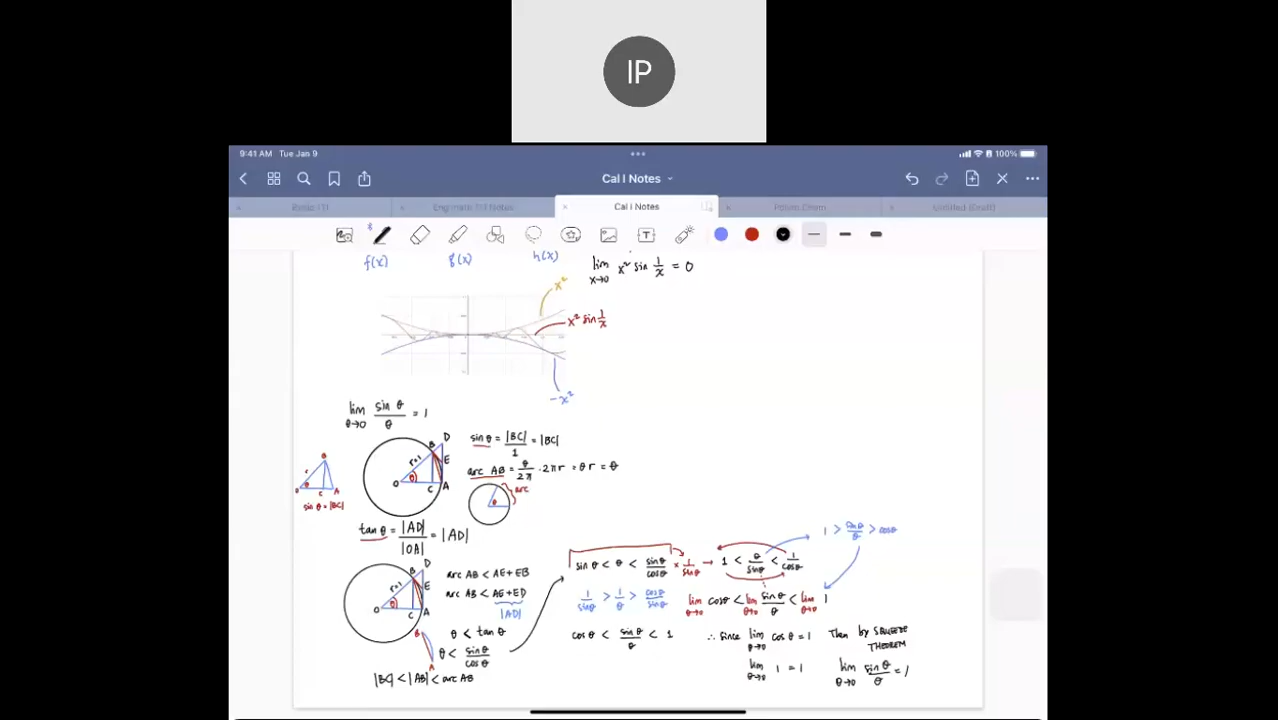 IP
9:41 AM Tue Jan 9
100%
Cal I Notes
Cal I Notes
f(x) g(x) h(x)
lim x→0 x² sin 1/x = 0
x²
x² sin 1/x
-x²
lim θ→0 sin θ/θ = 1
sin θ = |BC|/1 = |BC|
arc AB = θ/2π · 2πr = θr = θ
arc
θ
r=1
O
θ
B
D
E
C
A
B
r
O
θ
C
A
sin θ = |BC|
tan θ = |AD|/|OA| = |AD|
r=1
O
θ
B
D
E
C
A
arc AB < AE + EB
arc AB < AE + ED
|AD|
θ < tan θ
θ < sin θ/cos θ
B
A
|BC| < |AB| < arc AB
sin θ < θ < sin θ/cos θ × 1/sin θ → 1 < θ/sin θ < 1/cos θ
1 > sin θ/θ > cos θ
1/sin θ > 1/θ > cos θ/sin θ
lim θ→0 cos θ < lim θ→0 sin θ/θ < lim θ→0 1
cos θ < sin θ/θ < 1
∴ Since lim θ→0 cos θ = 1
lim θ→0 1 = 1
Then by SQUEEZE
THEOREM
lim θ→0 sin θ/θ = 1